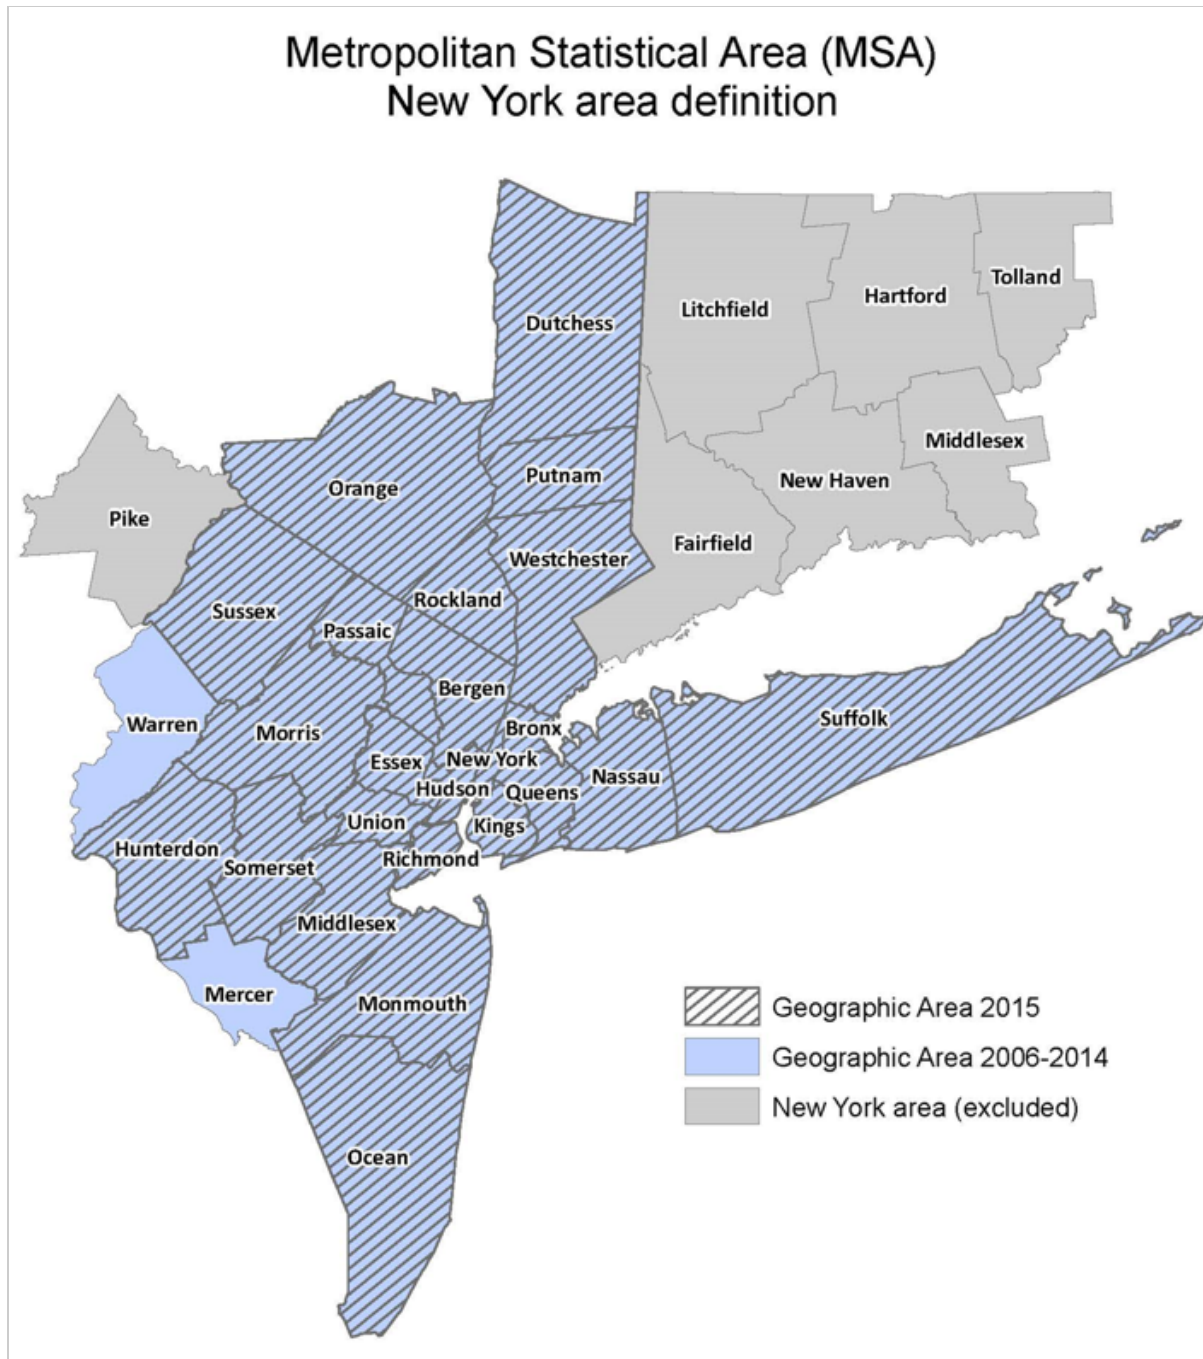 Metropolitan Statistical Area (MSA)
New York area definition
Tolland
Hartford
Litchfield
Dutchess
Middlesex
Putnam
New Haven
Orange
Pike
Fairfield
Westchester
Rockland
Sussex
Passaic
Bergen
Suffolk
Warren
Bronx
Morris
New York
Essex
Nassau
Hudson
Queens
Union
Kings
Hunterdon
Richmond
Somerset
Middlesex
Mercer
Monmouth
Geographic Area 2015
Geographic Area 2006-2014
New York area (excluded)
Ocean